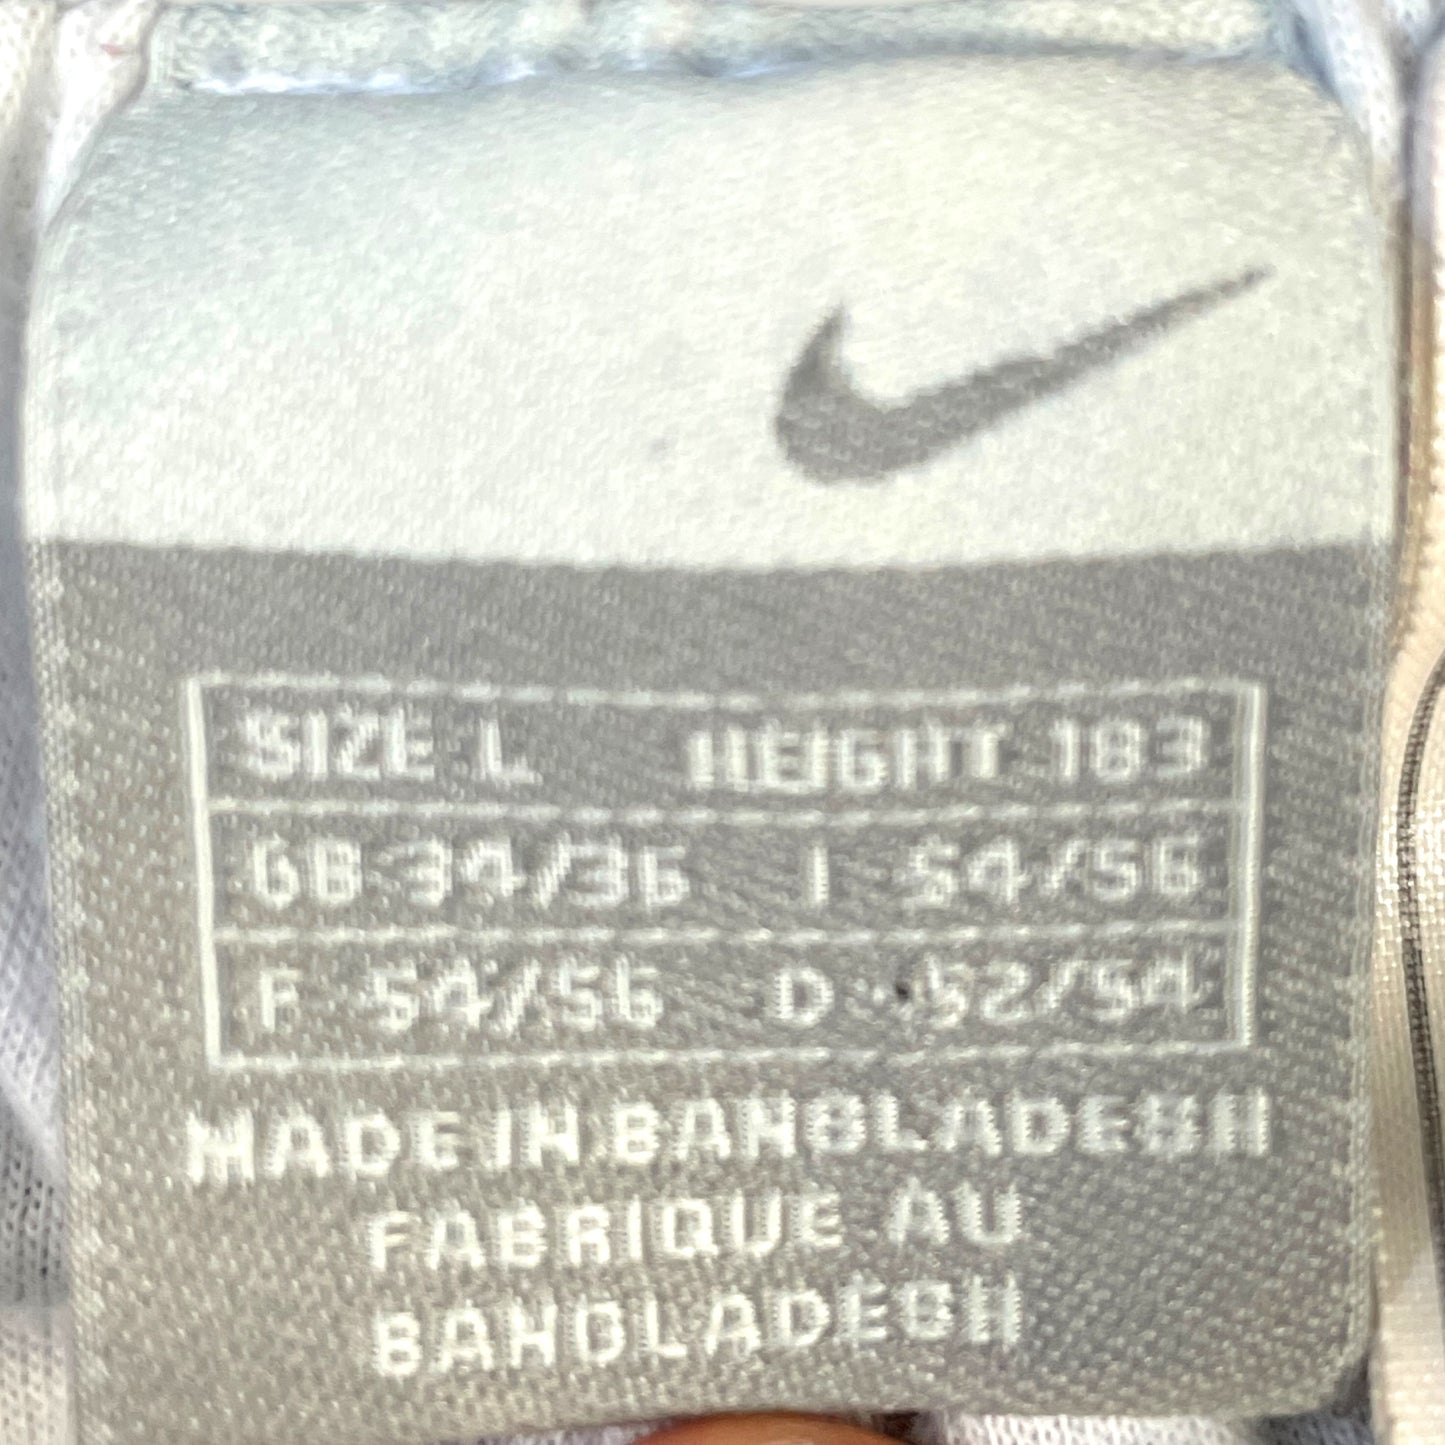 SIZE L HEIGHT 183
GB 34/36 I 54/56
F 54/56 D 52/54
MADE IN BANGLADESH
FABRIQUE AU
BANGLADESH